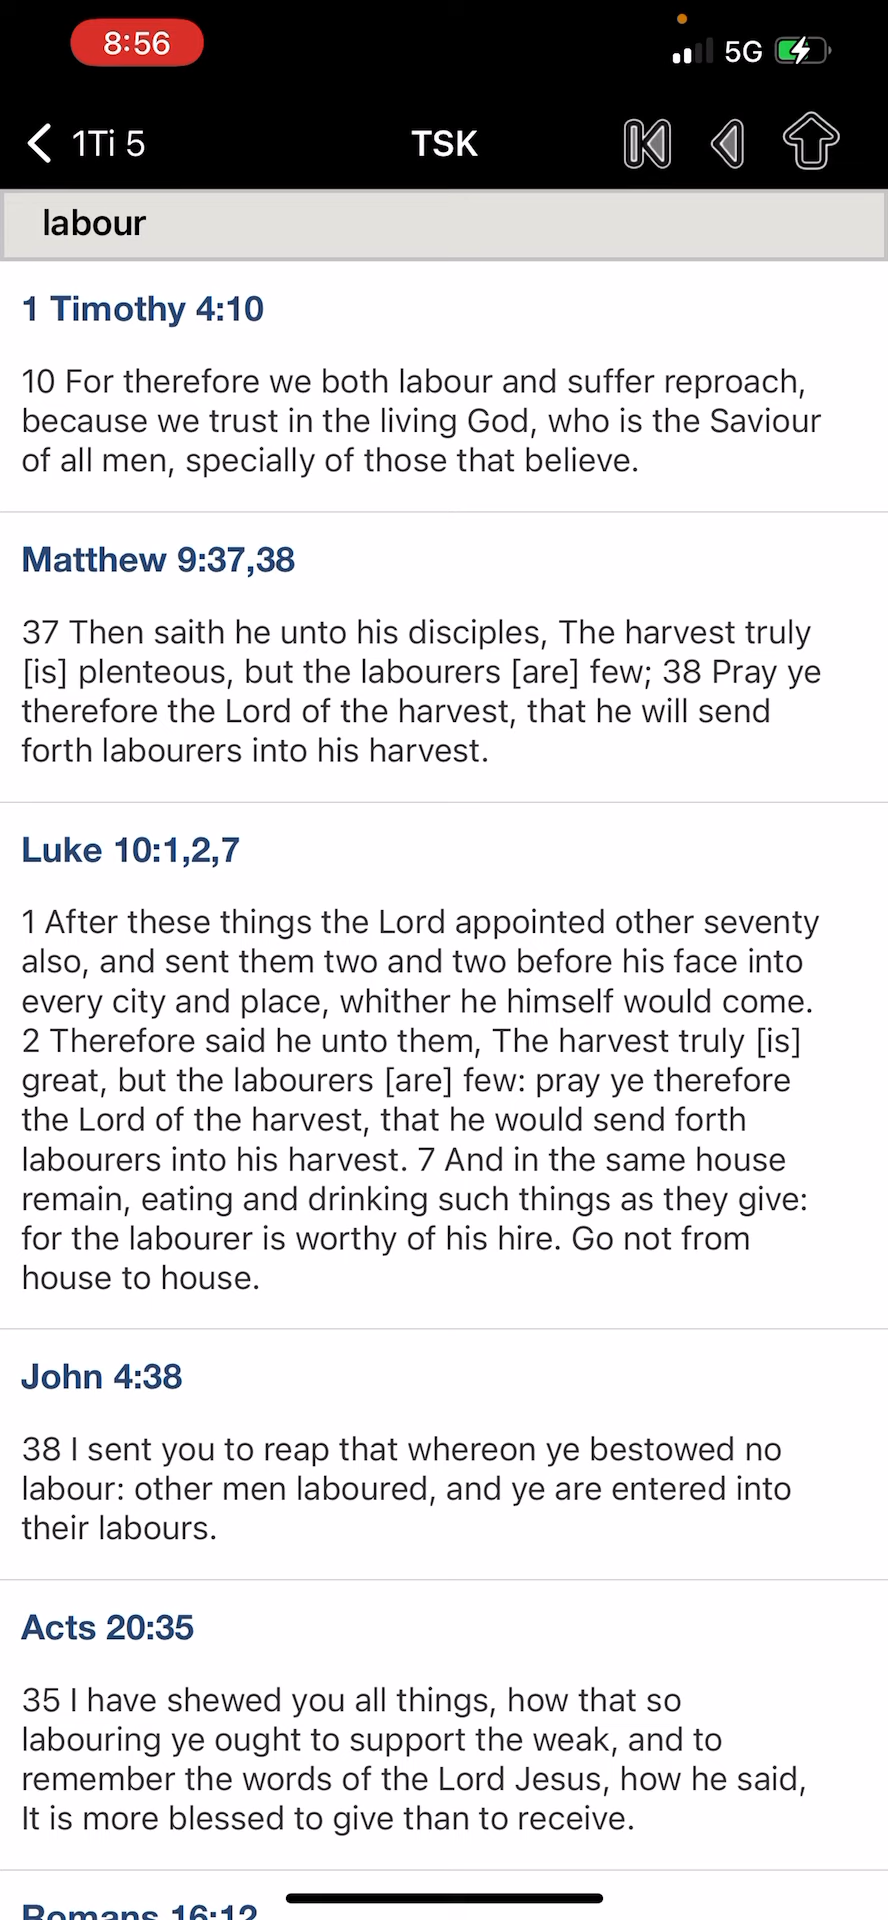 8:56
5G
1Ti 5
TSK
labour
1 Timothy 4:10
10 For therefore we both labour and suffer reproach,
because we trust in the living God, who is the Saviour
of all men, specially of those that believe.
Matthew 9:37,38
37 Then saith he unto his disciples, The harvest truly
[is] plenteous, but the labourers [are] few; 38 Pray ye
therefore the Lord of the harvest, that he will send
forth labourers into his harvest.
Luke 10:1,2,7
1 After these things the Lord appointed other seventy
also, and sent them two and two before his face into
every city and place, whither he himself would come.
2 Therefore said he unto them, The harvest truly [is]
great, but the labourers [are] few: pray ye therefore
the Lord of the harvest, that he would send forth
labourers into his harvest. 7 And in the same house
remain, eating and drinking such things as they give:
for the labourer is worthy of his hire. Go not from
house to house.
John 4:38
38 I sent you to reap that whereon ye bestowed no
labour: other men laboured, and ye are entered into
their labours.
Acts 20:35
35 I have shewed you all things, how that so
labouring ye ought to support the weak, and to
remember the words of the Lord Jesus, how he said,
It is more blessed to give than to receive.
Romans 16:12